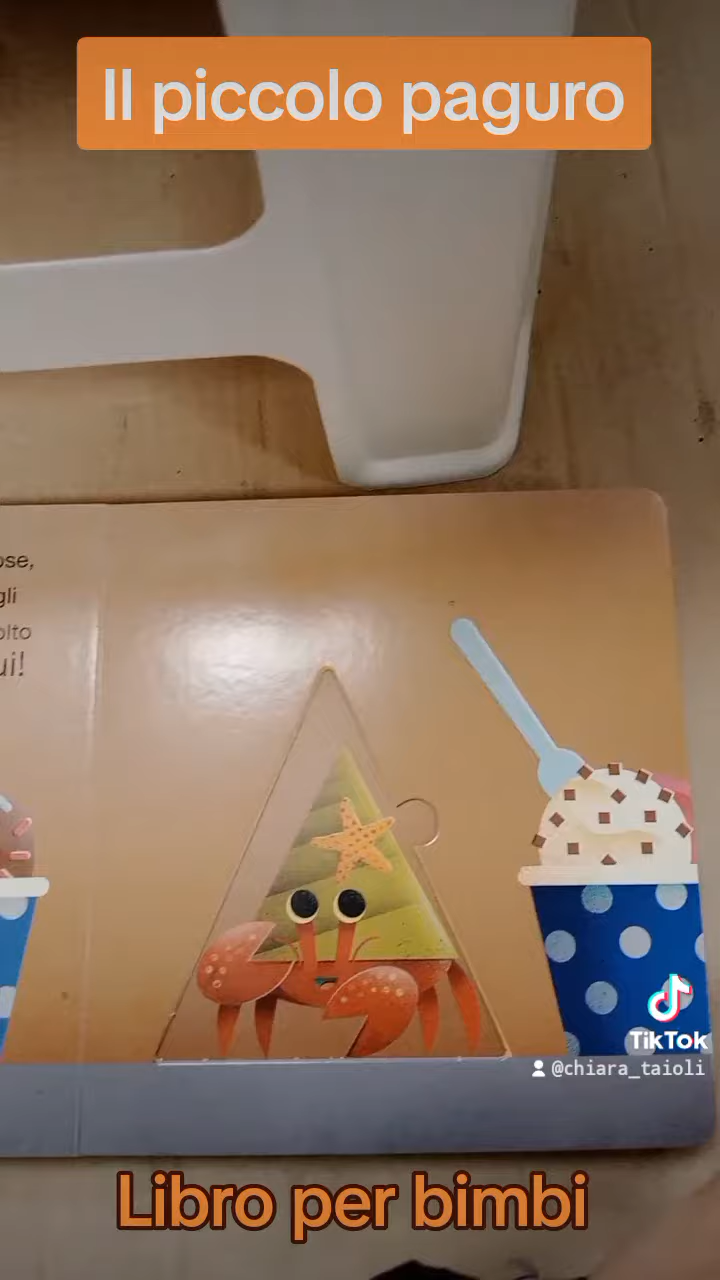 Il piccolo paguro
ose,
gli
olto
ui!
TikTok
@chiara_taioli
Libro per bimbi